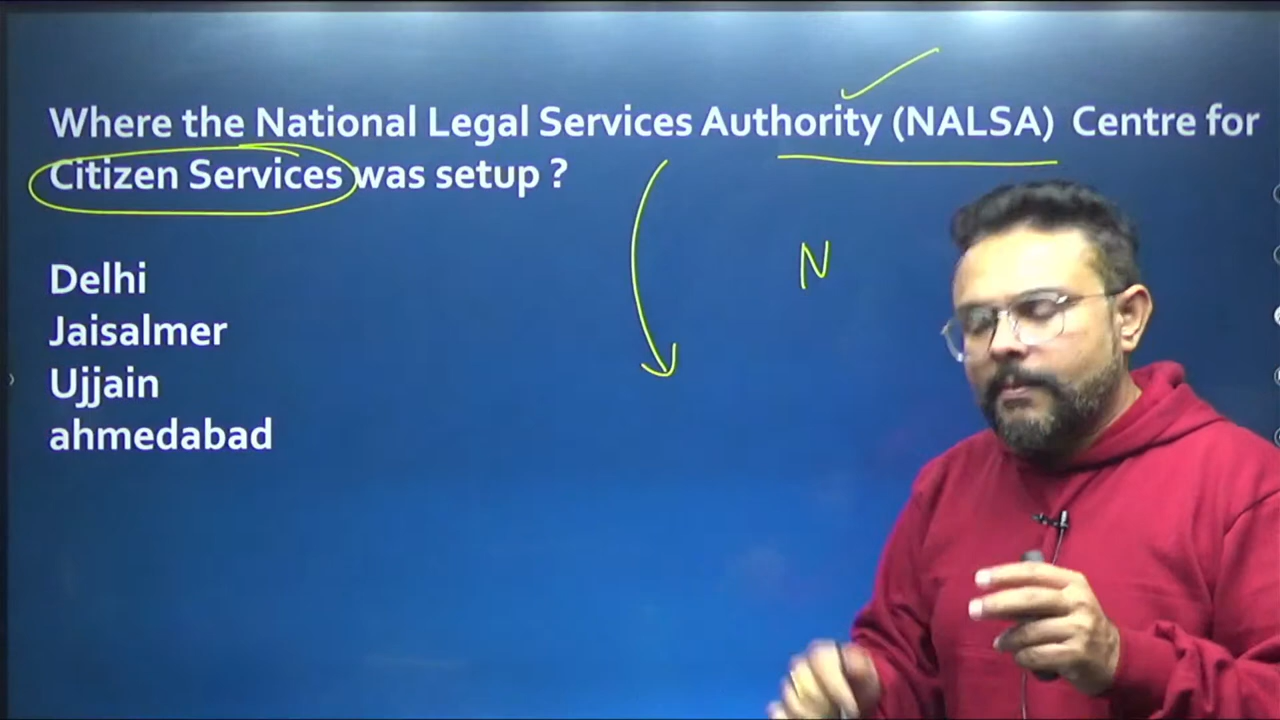 Where the National Legal Services Authority (NALSA) Centre for
Citizen Services was setup ?
N
Delhi
Jaisalmer
Ujjain
ahmedabad